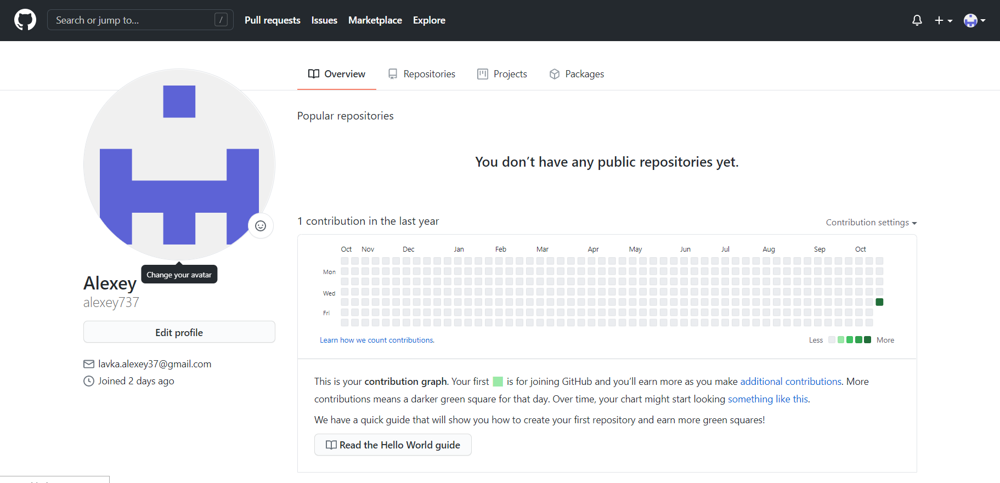 Search or jump to... / Pull requests Issues Marketplace Explore
Overview Repositories Projects Packages
Popular repositories
You don’t have any public repositories yet.
1 contribution in the last year
Contribution settings
Oct Nov Dec Jan Feb Mar Apr May Jun Jul Aug Sep Oct
Mon
Wed
Fri
Learn how we count contributions.
Less More
Change your avatar
Alexey
alexey737
Edit profile
lavka.alexey37@gmail.com
Joined 2 days ago
This is your contribution graph. Your first is for joining GitHub and you’ll earn more as you make additional contributions. More
contributions means a darker green square for that day. Over time, your chart might start looking something like this.
We have a quick guide that will show you how to create your first repository and earn more green squares!
Read the Hello World guide